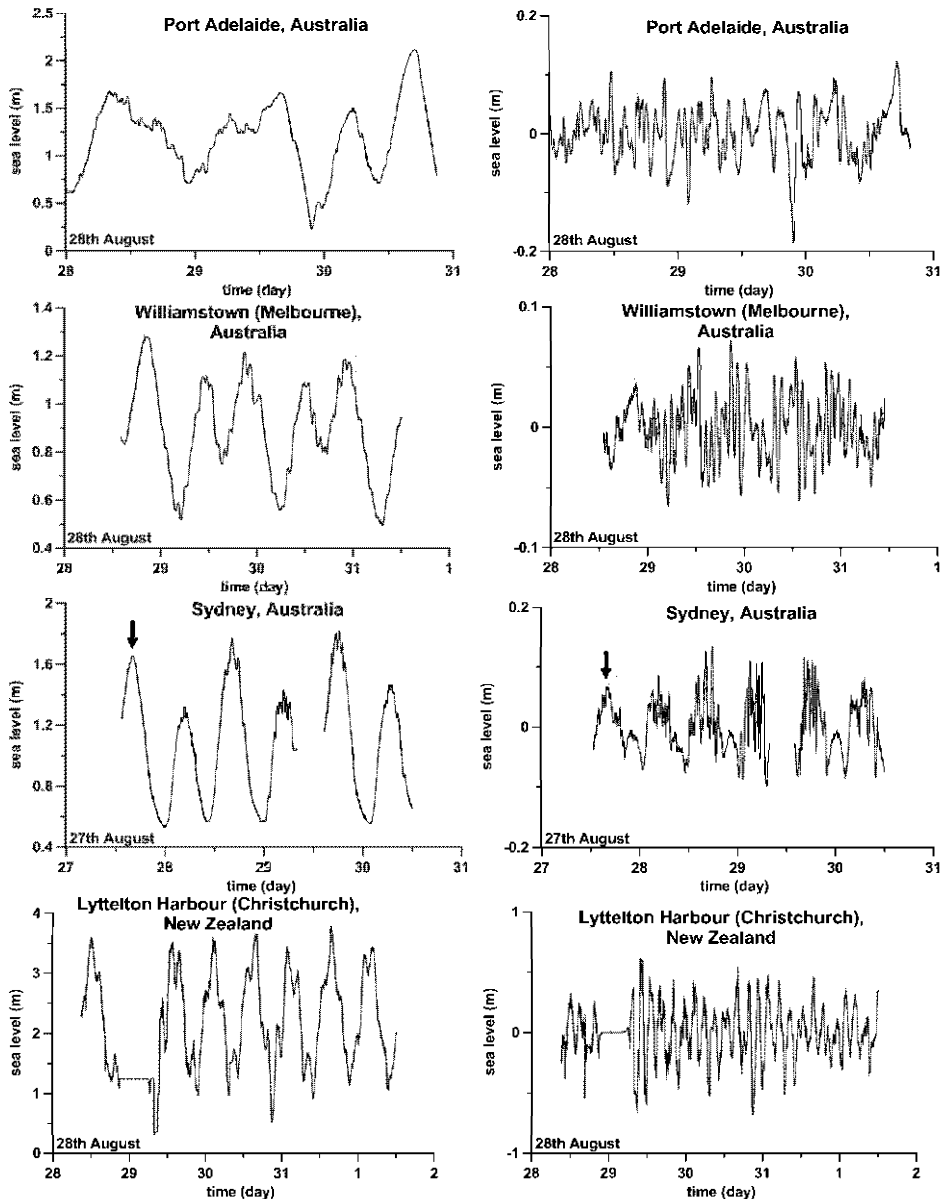 Port Adelaide, Australia
sea level (m)
2.5
2
1.5
1
0.5
0
28th August
28 29 30 31
time (day)
Port Adelaide, Australia
sea level (m)
0.2
0
-0.2
28th August
28 29 30 31
time (day)
Williamstown (Melbourne),
Australia
sea level (m)
1.4
1.2
1
0.8
0.6
0.4
28th August
28 29 30 31 1
time (day)
Williamstown (Melbourne),
Australia
sea level (m)
0.1
0
-0.1
28th August
28 29 30 31 1
time (day)
Sydney, Australia
sea level (m)
2
1.6
1.2
0.8
0.4
27th August
27 28 29 30 31
time (day)
Sydney, Australia
sea level (m)
0.2
0
-0.2
27th August
27 28 29 30 31
time (day)
Lyttelton Harbour (Christchurch),
New Zealand
sea level (m)
4
3
2
1
0
28th August
28 29 30 31 1 2
time (day)
Lyttelton Harbour (Christchurch),
New Zealand
sea level (m)
1
0
-1
28th August
28 29 30 31 1 2
time (day)